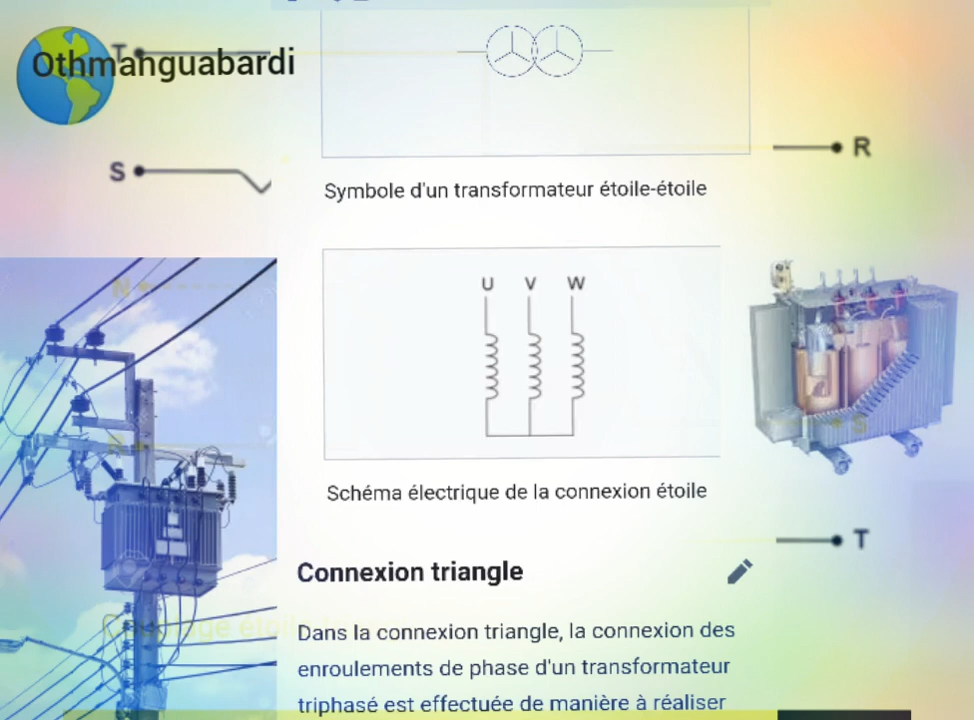 T
Othmanguabardi
S
R
Symbole d'un transformateur étoile-étoile
N
U V W
Schéma électrique de la connexion étoile
T
Connexion triangle
Dans la connexion triangle, la connexion des
enroulements de phase d'un transformateur
triphasé est effectuée de manière à réaliser